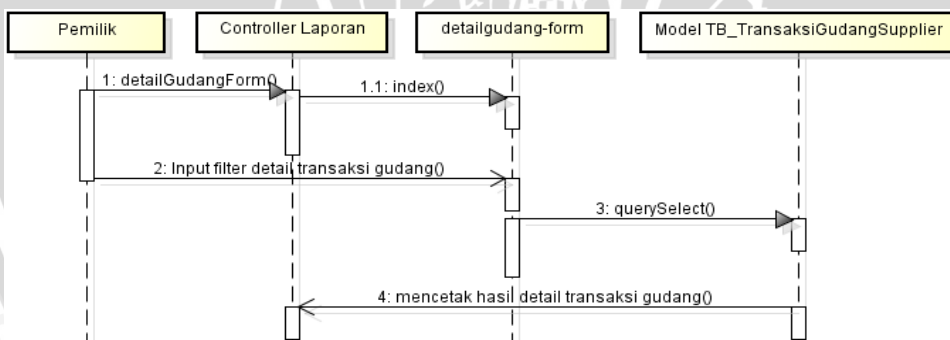 Pemilik
Controller Laporan
detailgudang-form
Model TB_TransaksiGudangSupplier
1: detailGudangForm()
1.1: index()
2: Input filter detail transaksi gudang()
3: querySelect()
4: mencetak hasil detail transaksi gudang()